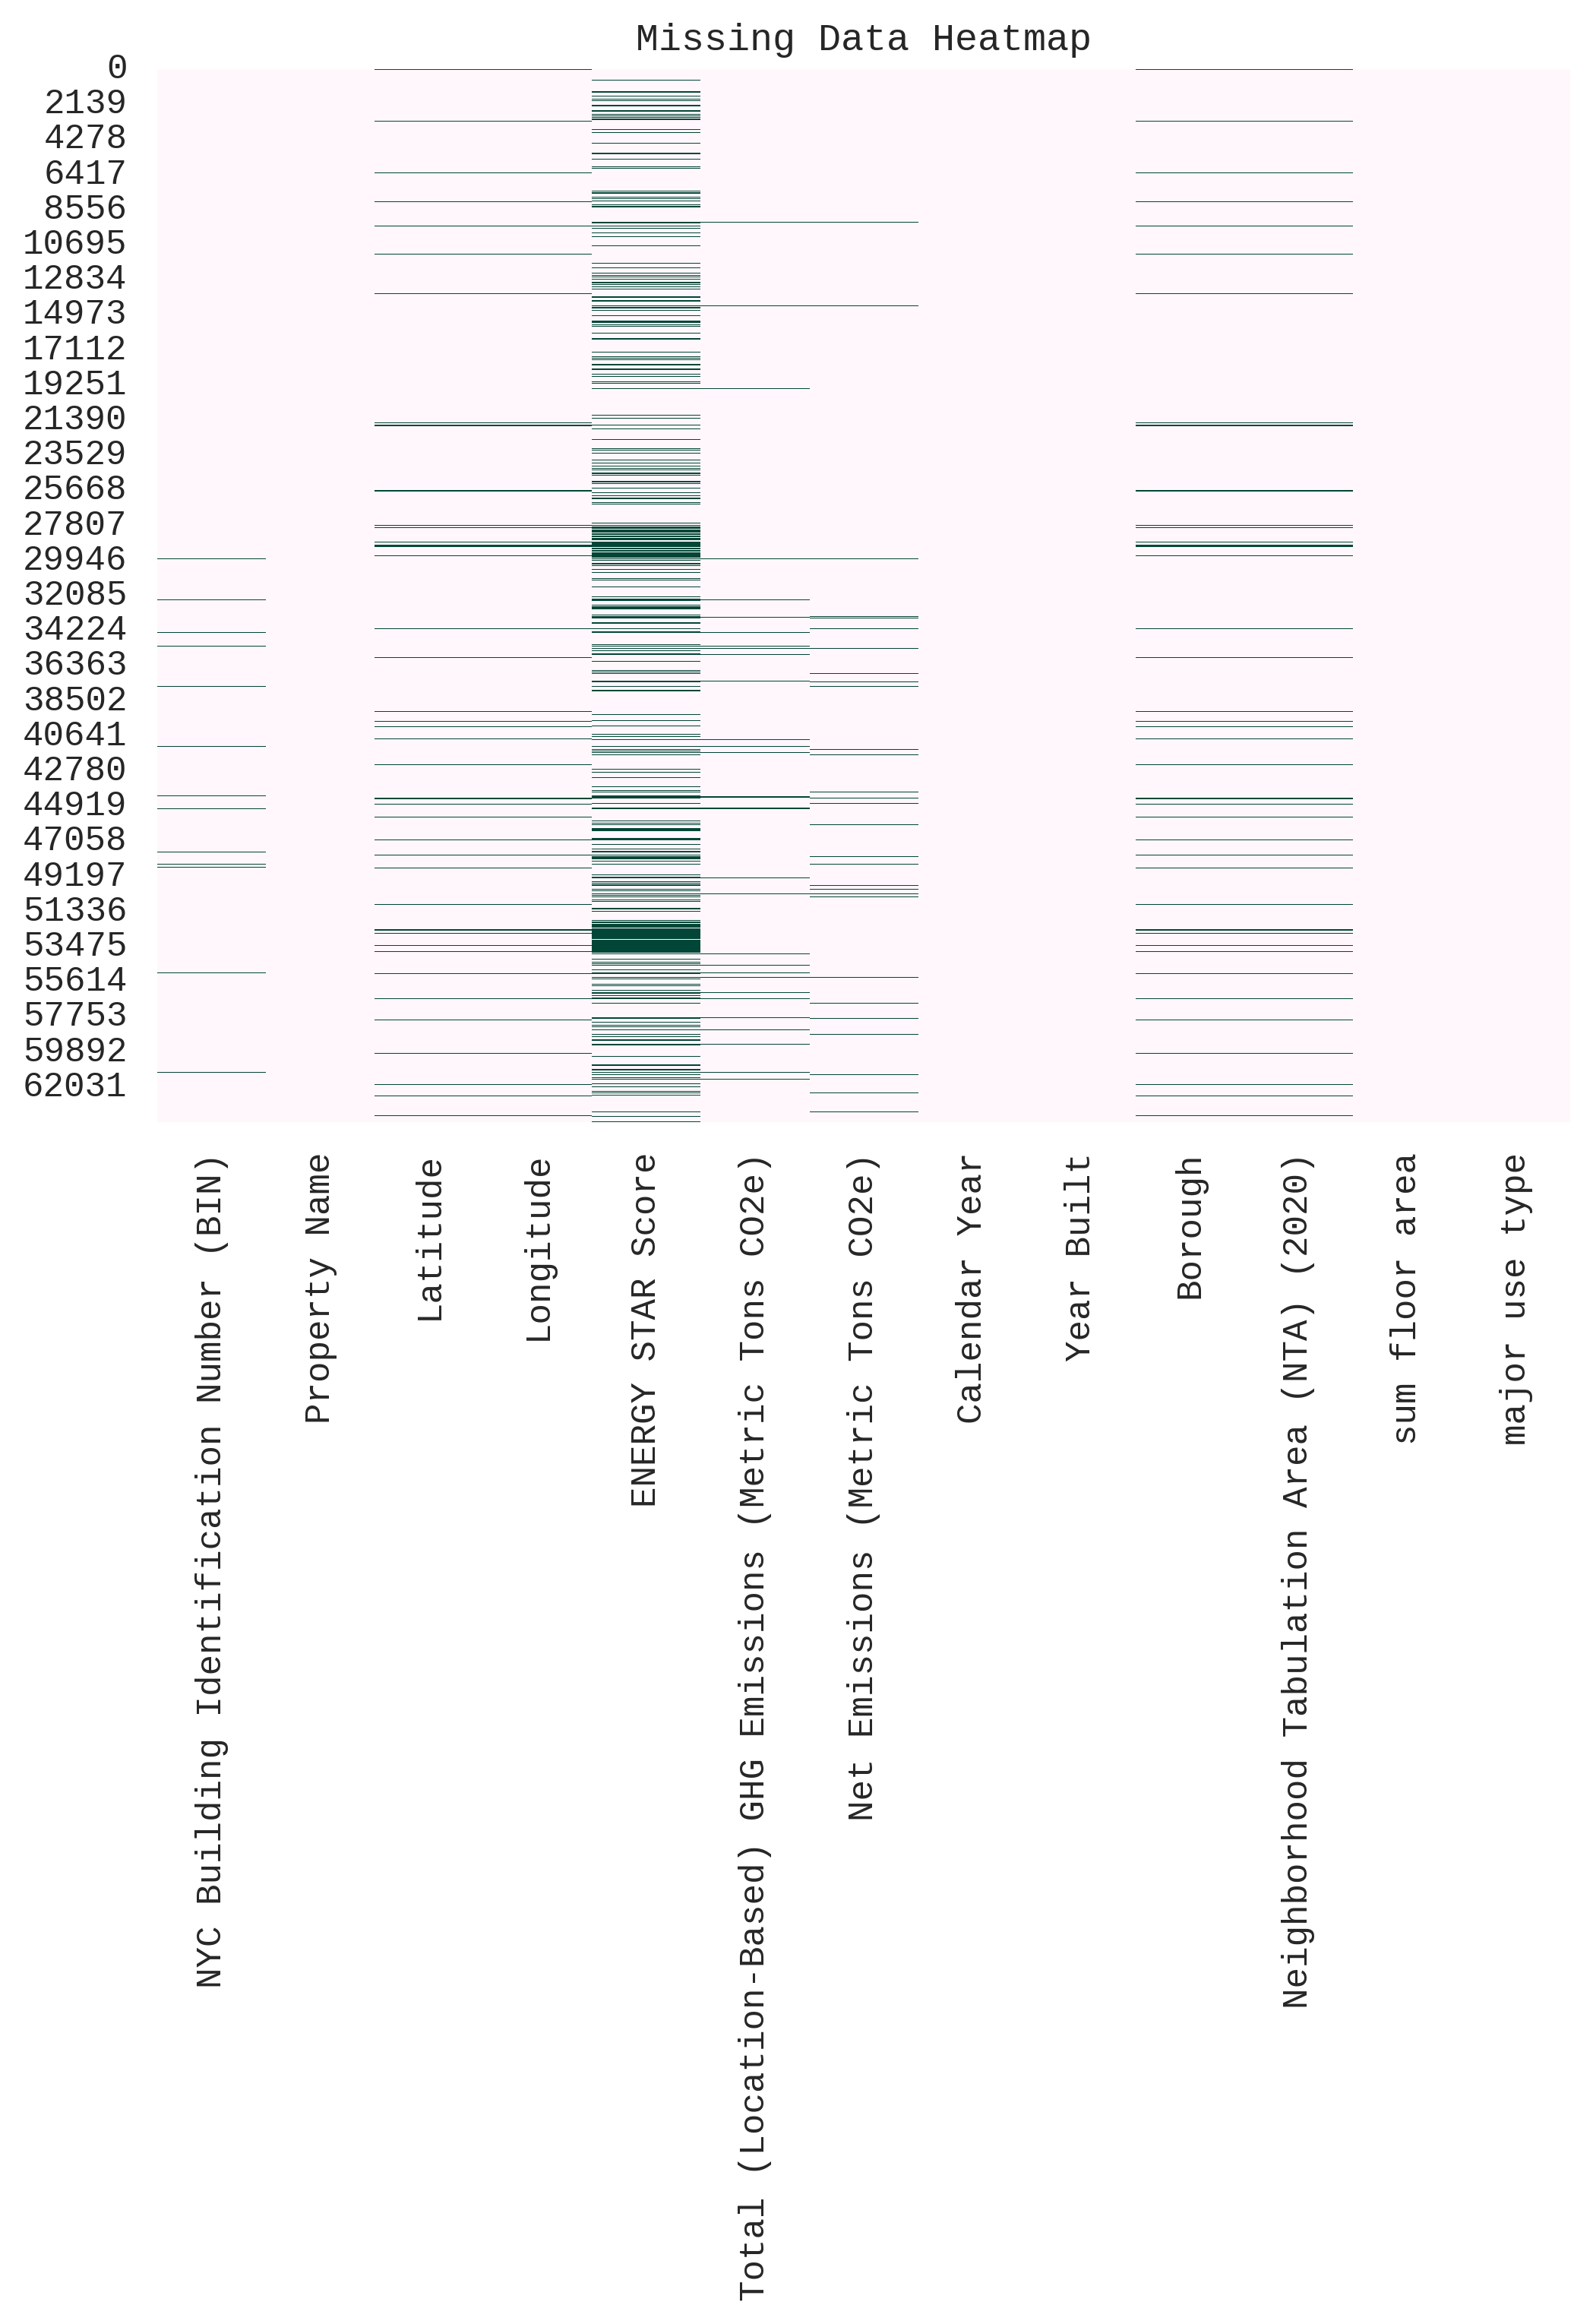 Missing Data Heatmap
0
2139
4278
6417
8556
10695
12834
14973
17112
19251
21390
23529
25668
27807
29946
32085
34224
36363
38502
40641
42780
44919
47058
49197
51336
53475
55614
57753
59892
62031
NYC Building Identification Number (BIN)
Property Name
Latitude
Longitude
ENERGY STAR Score
Total (Location-Based) GHG Emissions (Metric Tons CO2e)
Net Emissions (Metric Tons CO2e)
Calendar Year
Year Built
Borough
Neighborhood Tabulation Area (NTA) (2020)
sum floor area
major use type